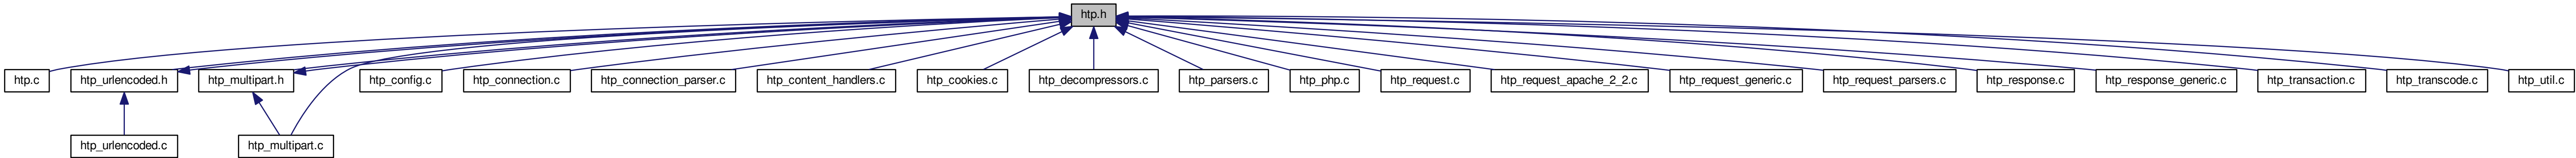 htp.h
htp.c
htp_urlencoded.h
htp_multipart.h
htp_config.c
htp_connection.c
htp_connection_parser.c
htp_content_handlers.c
htp_cookies.c
htp_decompressors.c
htp_parsers.c
htp_php.c
htp_request.c
htp_request_apache_2_2.c
htp_request_generic.c
htp_request_parsers.c
htp_response.c
htp_response_generic.c
htp_transaction.c
htp_transcode.c
htp_util.c
htp_urlencoded.c
htp_multipart.c